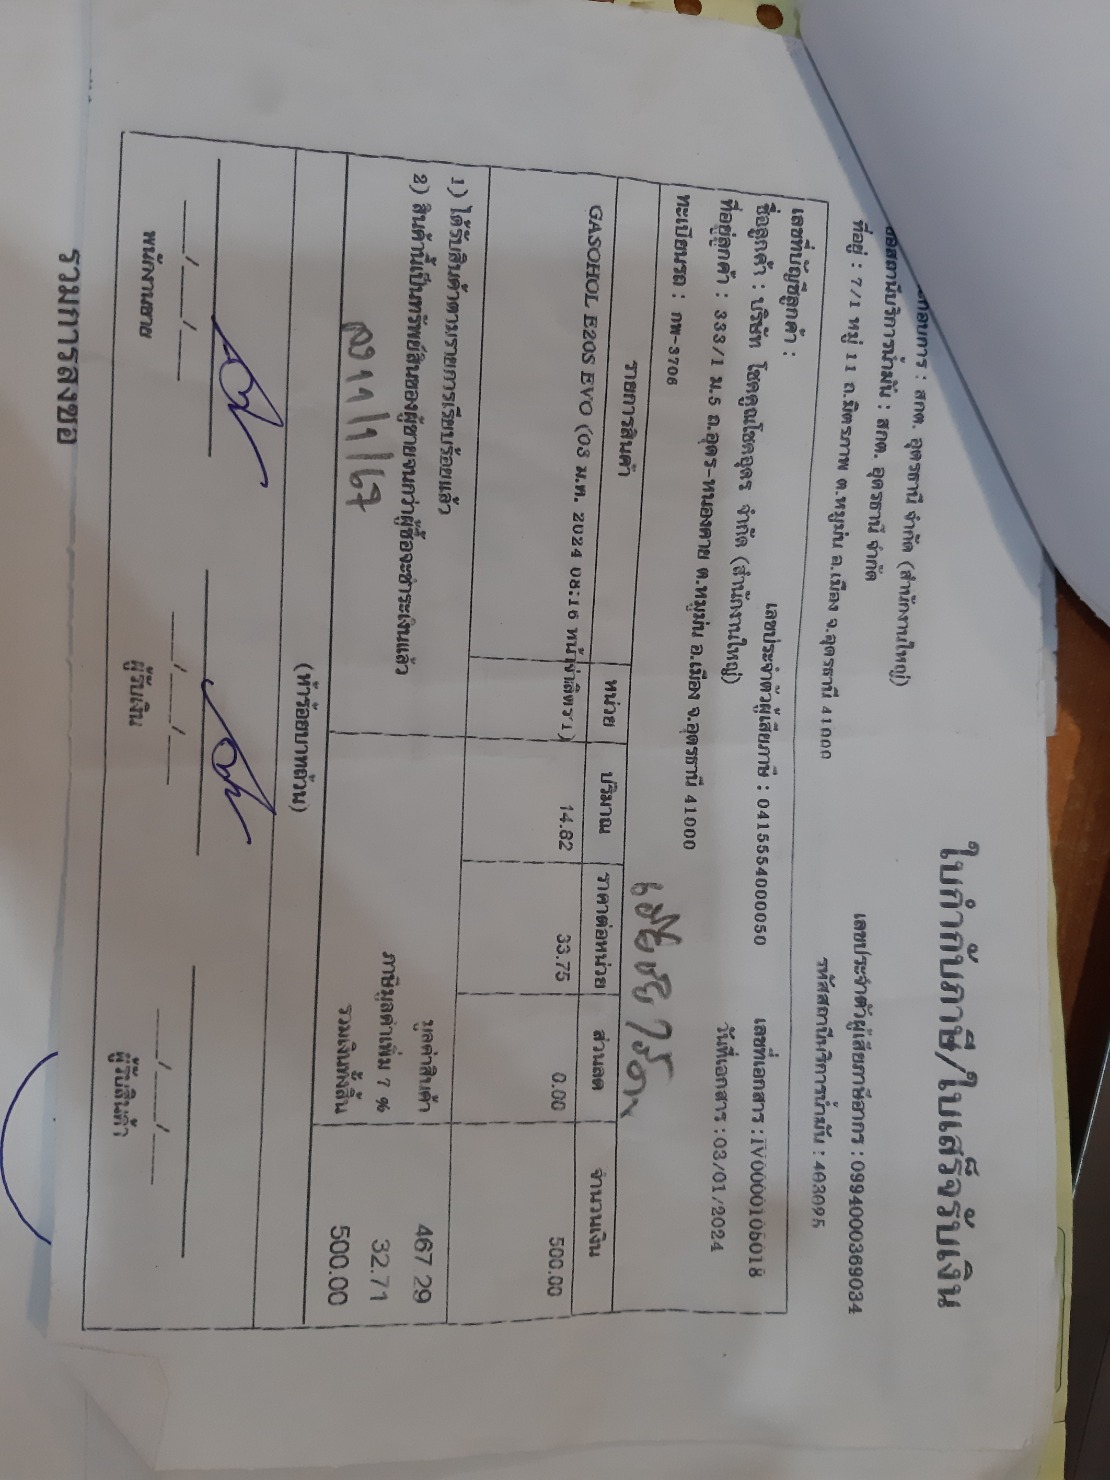 ใบกำกับภาษี/ใบเสร็จรับเงิน
กอบการ : สกต. อุดรธานี จำกัด (สำนักงานใหญ่)
เลขประจำตัวผู้เสียภาษีอากร : 0994000369034
ชื่อสถานีบริการน้ำมัน : สกต. อุดรธานี จำกัด
รหัสสถานีบริการน้ำมัน : 403095
ที่อยู่ : 7/1 หมู่ 11 ถ.มิตรภาพ ต.หมูม่น อ.เมือง จ.อุดรธานี 41000
เลขที่บัญชีลูกค้า :
เลขประจำตัวผู้เสียภาษี : 0415554000050
เลขที่เอกสาร : IV0000106018
ชื่อลูกค้า : บริษัท โชคคูณโชคอุดร จำกัด (สำนักงานใหญ่)
วันที่เอกสาร : 03/01/2024
ที่อยู่ลูกค้า : 333/1 ม.5 ถ.อุดร-หนองคาย ต.หมูม่น อ.เมือง จ.อุดรธานี 41000
ทะเบียนรถ : กพ-3706
รายการสินค้า หน่วย ปริมาณ ราคาต่อหน่วย ส่วนลด จำนวนเงิน
GASOHOL E20S EVO (03 ม.ค. 2024 08:16 หน้าจ่าย 1) ลิตร 14.82 33.75 0.00 500.00
1) ได้รับสินค้าตามรายการเรียบร้อยแล้ว
มูลค่าสินค้า 467 29
2) สินค้านี้เป็นทรัพย์สินของผู้ขายจนกว่าผู้ซื้อจะชำระเงินแล้ว
ภาษีมูลค่าเพิ่ม 7 % 32.71
รวมเงินทั้งสิ้น 500.00
(ห้าร้อยบาทถ้วน)
___/___/___ ___/___/___ ___/___/___
พนักงานขาย ผู้รับเงิน ผู้รับสินค้า
รวมการสั่งซื้อ